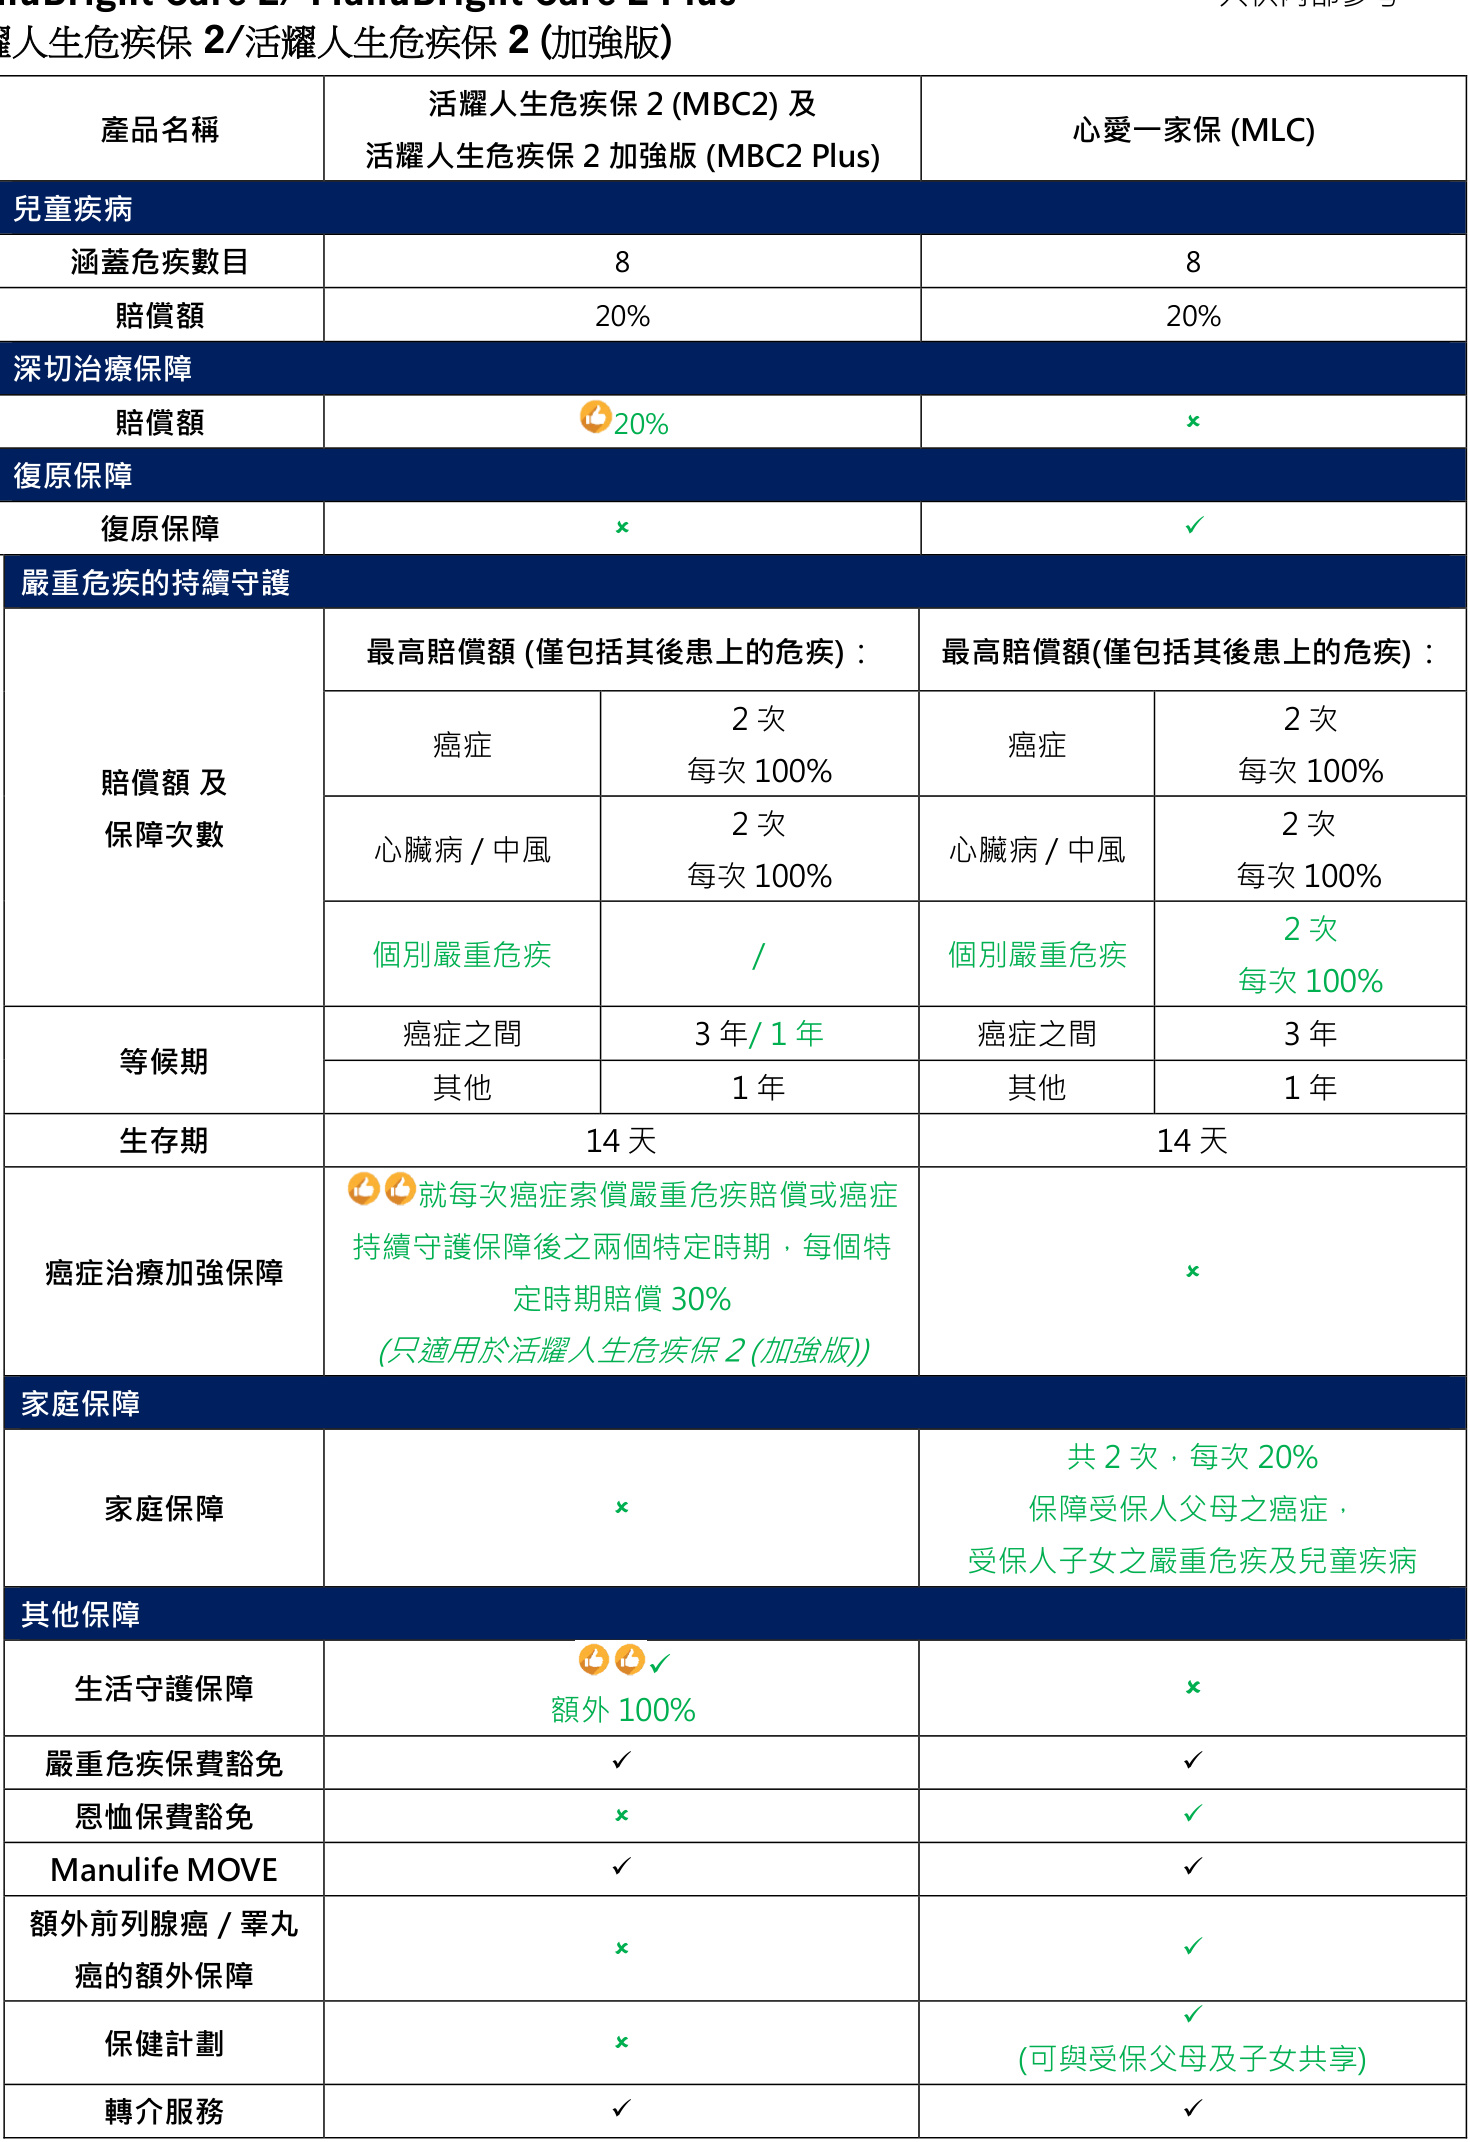 活耀人生危疾保 2/活耀人生危疾保 2 (加強版)
產品名稱
活耀人生危疾保 2 (MBC2) 及
活耀人生危疾保 2 加強版 (MBC2 Plus)
心愛一家保 (MLC)
兒童疾病
涵蓋危疾數目 8 8
賠償額 20% 20%
深切治療保障
賠償額 20% ×
復原保障
復原保障 × ✓
嚴重危疾的持續守護
賠償額 及
保障次數
最高賠償額 (僅包括其後患上的危疾)：
癌症
2 次
每次 100%
心臟病 / 中風
2 次
每次 100%
個別嚴重危疾 /
最高賠償額(僅包括其後患上的危疾)：
癌症
2 次
每次 100%
心臟病 / 中風
2 次
每次 100%
個別嚴重危疾
2 次
每次 100%
等候期
癌症之間 3 年/ 1 年 癌症之間 3 年
其他 1 年 其他 1 年
生存期 14 天 14 天
癌症治療加強保障
就每次癌症索償嚴重危疾賠償或癌症
持續守護保障後之兩個特定時期，每個特
定時期賠償 30%
(只適用於活耀人生危疾保 2 (加強版))
×
家庭保障
家庭保障 ×
共 2 次，每次 20%
保障受保人父母之癌症，
受保人子女之嚴重危疾及兒童疾病
其他保障
生活守護保障
✓
額外 100%
×
嚴重危疾保費豁免 ✓ ✓
恩恤保費豁免 × ✓
Manulife MOVE ✓ ✓
額外前列腺癌 / 睪丸
癌的額外保障
× ✓
保健計劃 ×
✓
(可與受保父母及子女共享)
轉介服務 ✓ ✓